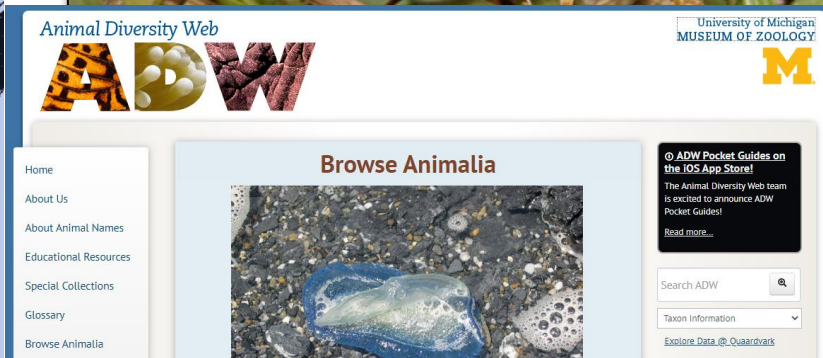 Animal Diversity Web
ADW
University of Michigan
MUSEUM OF ZOOLOGY
M
Home
About Us
About Animal Names
Educational Resources
Special Collections
Glossary
Browse Animalia
Browse Animalia
ADW Pocket Guides on
the iOS App Store!
The Animal Diversity Web team
is excited to announce ADW
Pocket Guides!
Read more...
Search ADW
Taxon Information
Explore Data @ Quaardvark